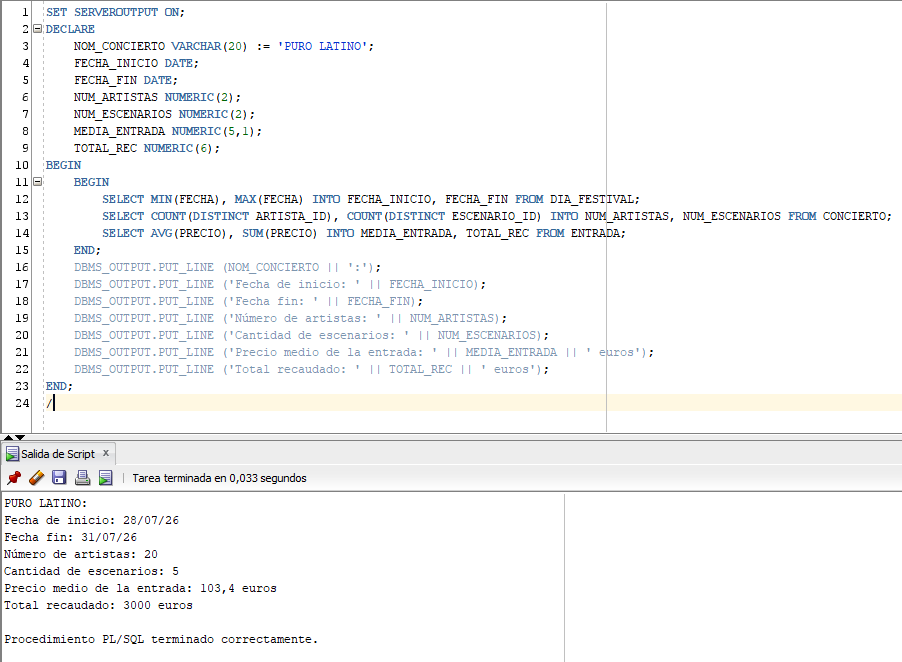 1 SET SERVEROUTPUT ON;
2 DECLARE
3 NOM_CONCIERTO VARCHAR(20) := 'PURO LATINO';
4 FECHA_INICIO DATE;
5 FECHA_FIN DATE;
6 NUM_ARTISTAS NUMERIC(2);
7 NUM_ESCENARIOS NUMERIC(2);
8 MEDIA_ENTRADA NUMERIC(5,1);
9 TOTAL_REC NUMERIC(6);
10 BEGIN
11 BEGIN
12 SELECT MIN(FECHA), MAX(FECHA) INTO FECHA_INICIO, FECHA_FIN FROM DIA_FESTIVAL;
13 SELECT COUNT(DISTINCT ARTISTA_ID), COUNT(DISTINCT ESCENARIO_ID) INTO NUM_ARTISTAS, NUM_ESCENARIOS FROM CONCIERTO;
14 SELECT AVG(PRECIO), SUM(PRECIO) INTO MEDIA_ENTRADA, TOTAL_REC FROM ENTRADA;
15 END;
16 DBMS_OUTPUT.PUT_LINE (NOM_CONCIERTO || ':');
17 DBMS_OUTPUT.PUT_LINE ('Fecha de inicio: ' || FECHA_INICIO);
18 DBMS_OUTPUT.PUT_LINE ('Fecha fin: ' || FECHA_FIN);
19 DBMS_OUTPUT.PUT_LINE ('Número de artistas: ' || NUM_ARTISTAS);
20 DBMS_OUTPUT.PUT_LINE ('Cantidad de escenarios: ' || NUM_ESCENARIOS);
21 DBMS_OUTPUT.PUT_LINE ('Precio medio de la entrada: ' || MEDIA_ENTRADA || ' euros');
22 DBMS_OUTPUT.PUT_LINE ('Total recaudado: ' || TOTAL_REC || ' euros');
23 END;
24 /
Salida de Script x
Tarea terminada en 0,033 segundos
PURO LATINO:
Fecha de inicio: 28/07/26
Fecha fin: 31/07/26
Número de artistas: 20
Cantidad de escenarios: 5
Precio medio de la entrada: 103,4 euros
Total recaudado: 3000 euros
Procedimiento PL/SQL terminado correctamente.